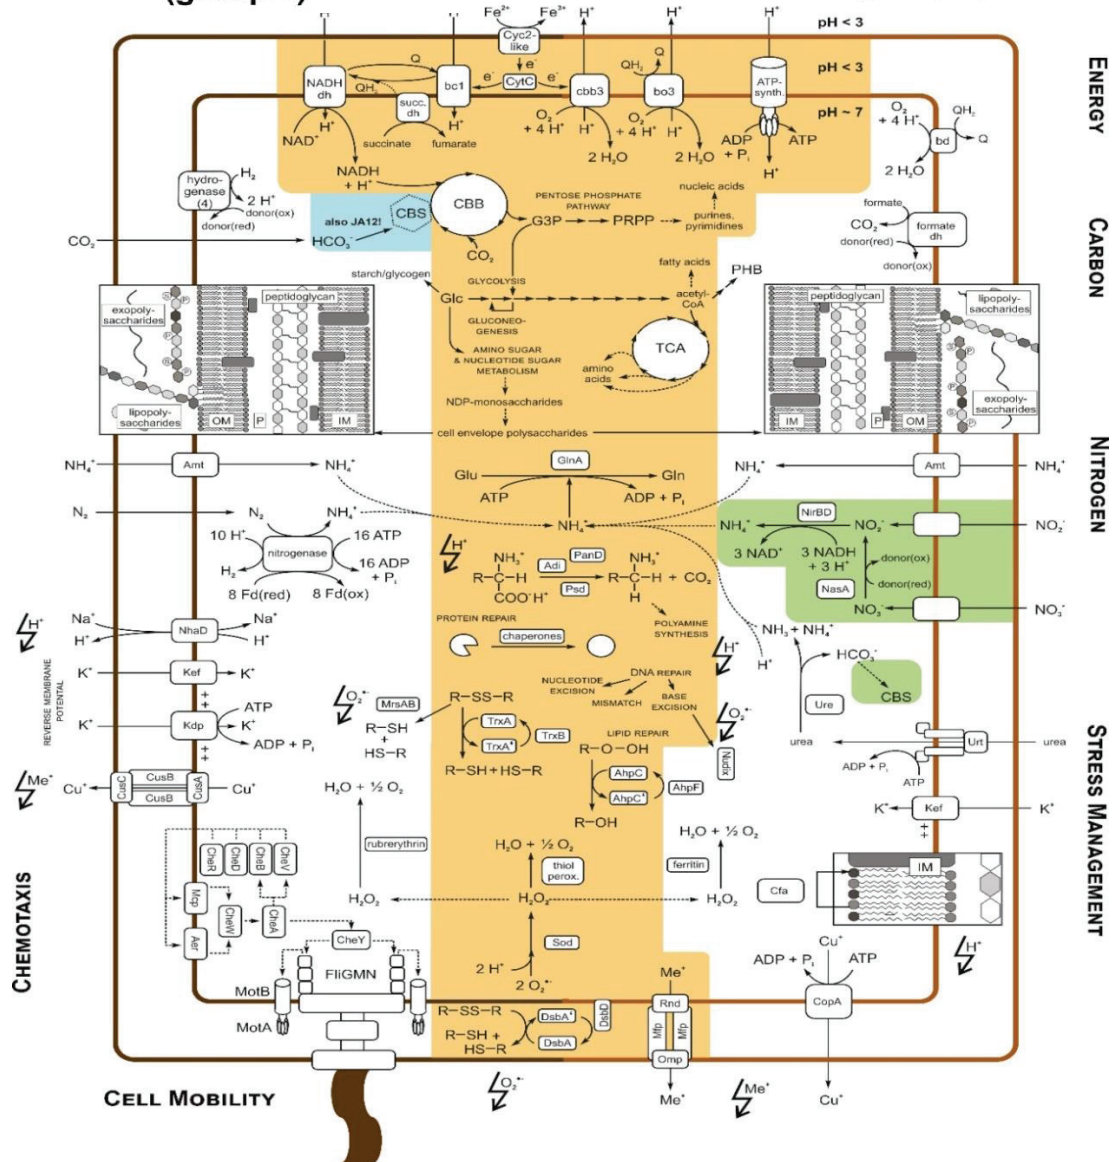 Fe²⁺ Fe³⁺
H⁺ H⁺ H⁺ H⁺ H⁺
pH < 3
Cyc2-
like
e⁻
NADH
dh
Q
QH₂
bc1
e⁻ CytC e⁻
cbb3
QH₂ Q
bo3
ATP-
synth.
pH < 3
succ.
dh
H⁺ H⁺
O₂
+ 4 H⁺ H⁺
O₂
+ 4 H⁺ H⁺
pH ~ 7
NAD⁺
succinate fumarate
2 H₂O 2 H₂O
ADP
+ Pᵢ
ATP
H⁺
NADH
+ H⁺
O₂
+ 4 H⁺
QH₂
bd
Q
2 H₂O
ENERGY
hydro-
genase
(4)
H₂
2 H⁺
donor(ox)
donor(red)
also JA12!
CBS
CBB
CO₂
HCO₃⁻
CO₂
PENTOSE PHOSPHATE
PATHWAY
G3P PRPP
nucleic acids
purines,
pyrimidines
formate
CO₂
donor(red)
formate
dh
donor(ox)
CARBON
starch/glycogen
GLYCOLYSIS
Glc
GLUCONEO-
GENESIS
fatty acids
PHB
acetyl-
CoA
TCA
amino
acids
AMINO SUGAR
& NUCLEOTIDE SUGAR
METABOLISM
NDP-monosaccharides
cell envelope polysaccharides
exopoly-
saccharides
peptidoglycan
S P
P
S P
lipopoly-
saccharides
OM P IM
peptidoglycan
lipopoly-
saccharides
P
S
P
exopoly-
saccharides
IM P OM
NITROGEN
NH₄⁺ Amt NH₄⁺
Glu GlnA Gln
ATP ADP + Pᵢ
NH₄⁺ Amt NH₄⁺
N₂ N₂ NH₄⁺
NH₄⁺
10 H⁺ 16 ATP
nitrogenase
H₂ 16 ADP
+ Pᵢ
8 Fd(red) 8 Fd(ox)
NH₄⁺ NirBD NO₂⁻ NO₂⁻
3 NAD⁺ 3 NADH
+ 3 H⁺
donor(ox)
donor(red)
NasA
NO₃⁻ NO₃⁻
H⁺
NH₃⁺ NH₃⁺
R–C–H Adi PanD R–C–H + CO₂
Psd
COO⁻ H⁺ H
POLYAMINE
SYNTHESIS
PROTEIN REPAIR
chaperones
H⁺
Na⁺ Na⁺
NhaD
H⁺ H⁺
H⁺
K⁺ Kef K⁺
REVERSE MEMBRANE
POTENTAL
ATP
K⁺ Kdp K⁺
ADP + Pᵢ
Me⁺
Cu⁺ CusC CusB CusA Cu⁺
CusB
NH₃ + NH₄⁺
H⁺
HCO₃⁻
CBS
Ure
urea Urt urea
ADP + Pᵢ
ATP
K⁺ Kef K⁺
STRESS MANAGEMENT
NUCLEOTIDE
EXCISION
DNA REPAIR
MISMATCH
BASE
EXCISION
O₂•⁻
Nudix
O₂•⁻
MrsAB
R–SH
+
HS–R
R–SS–R
TrxA
TrxA'
TrxB
R–SH + HS–R
LIPID REPAIR
R–O–OH
AhpC
AhpC'
AhpF
R–OH
H₂O + ½ O₂
rubrerythrin
H₂O₂
H₂O + ½ O₂
thiol
perox.
H₂O₂
H₂O + ½ O₂
ferritin
H₂O₂
Sod
2 H⁺
2 O₂•⁻
Cfa
IM
H⁺
CHEMOTAXIS
CheR CheD CheB CheV
Mcp
CheW
CheA
Aer
CheY
FliGMN
MotB
MotA
R–SS–R
R–SH +
HS–R
DsbA'
DsbA
DsbD
Me⁺
Rnd
Mfp Mfp
Omp
Me⁺
Cu⁺
ADP + Pᵢ ATP
CopA
Cu⁺
O₂•⁻
Me⁺
CELL MOBILITY